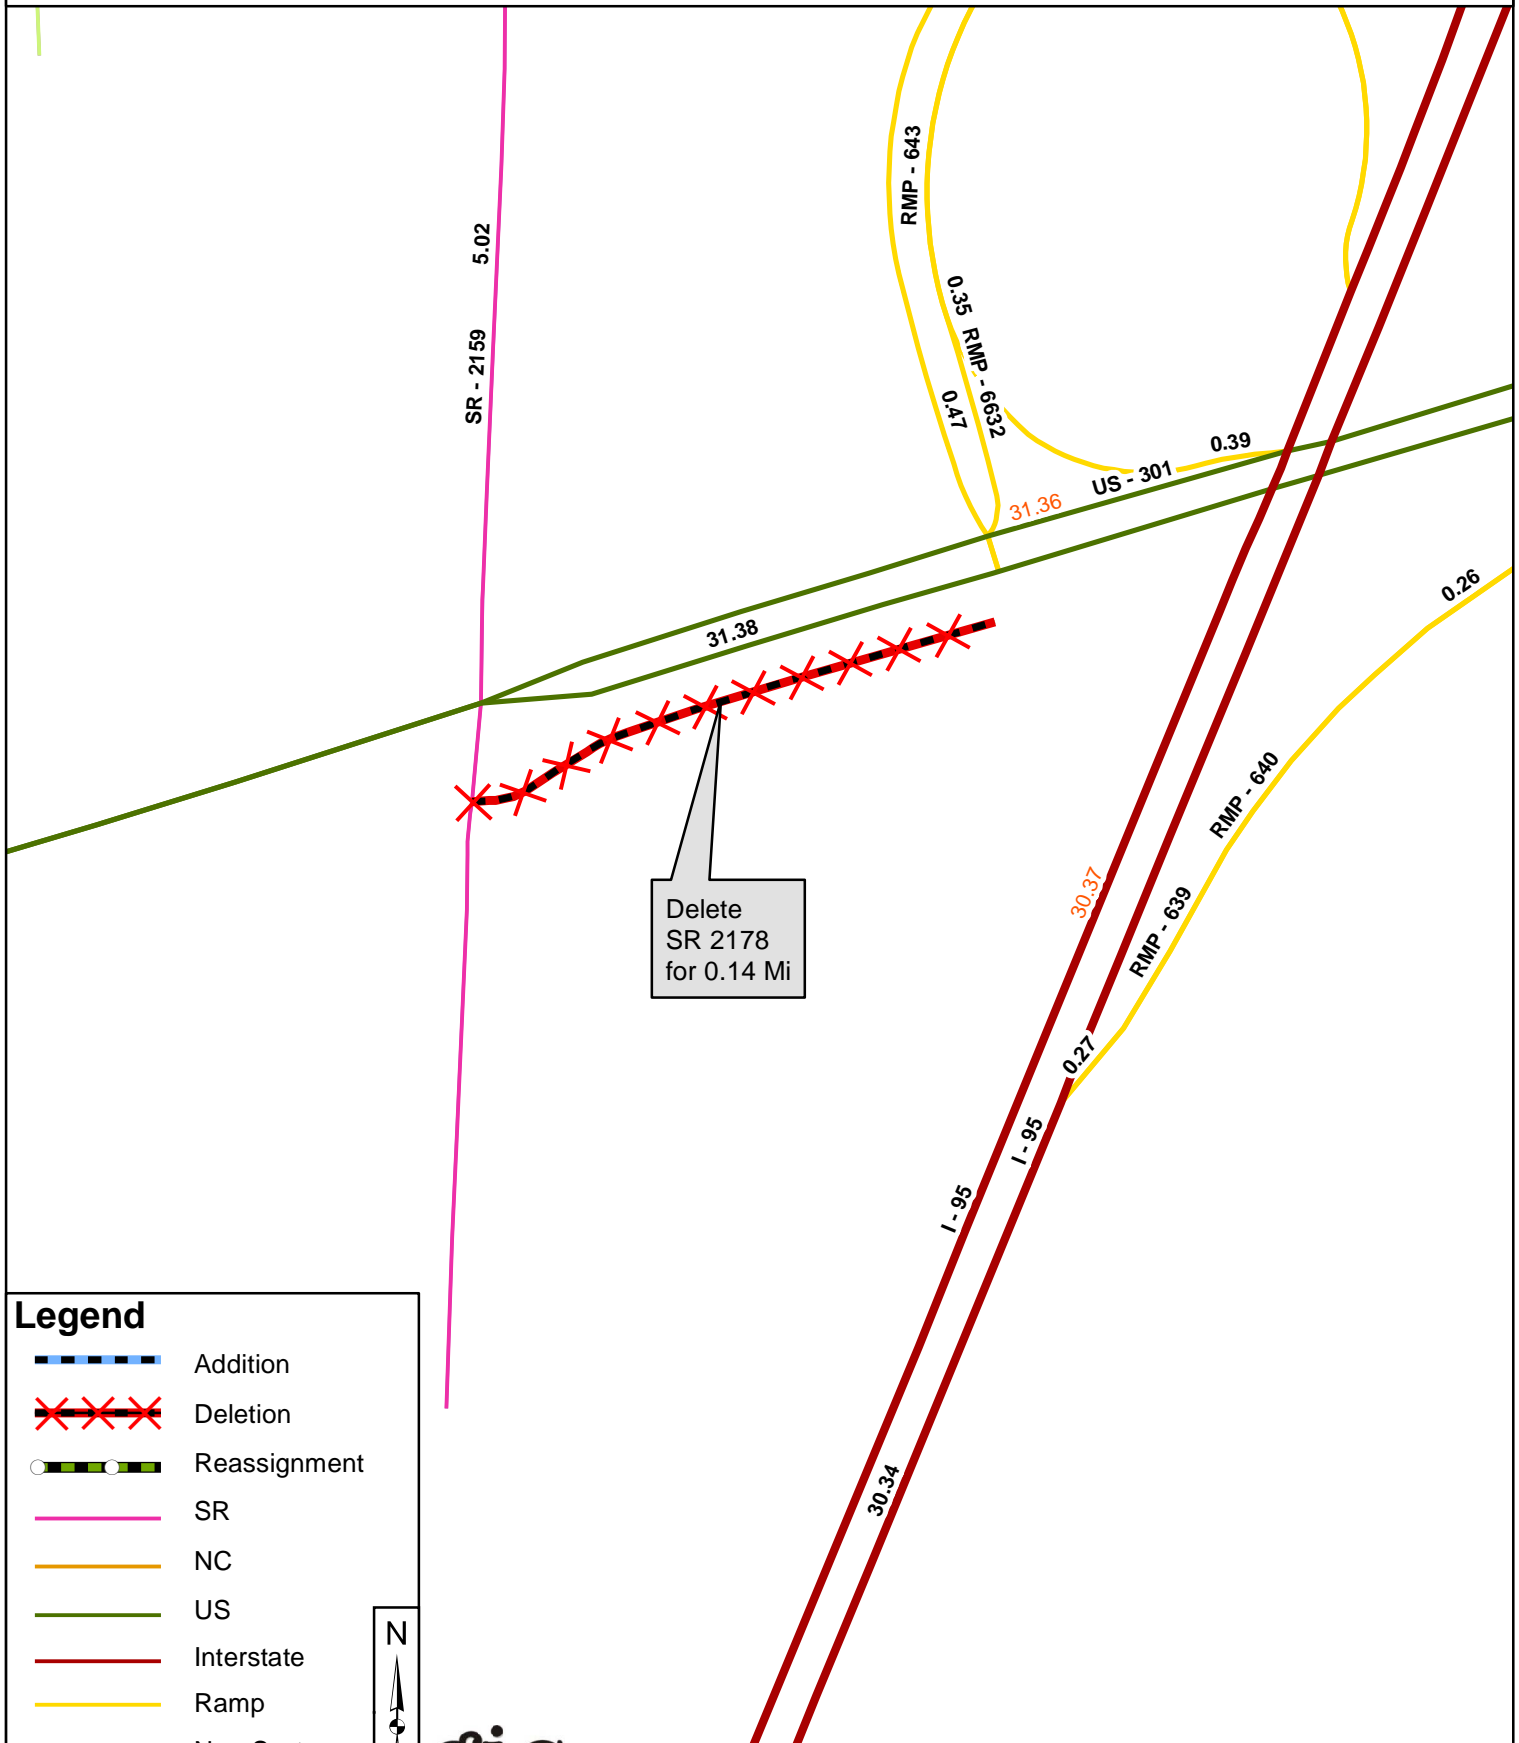 RMP - 643
5.02
SR - 2159
0.35
RMP - 6632
0.47
0.39
US - 301
31.36
0.26
31.38
RMP - 640
30.37
RMP - 639
Delete
SR 2178
for 0.14 Mi
0.27
I - 95
I - 95
30.34
Legend
Addition
Deletion
Reassignment
SR
NC
US
Interstate
Ramp
N